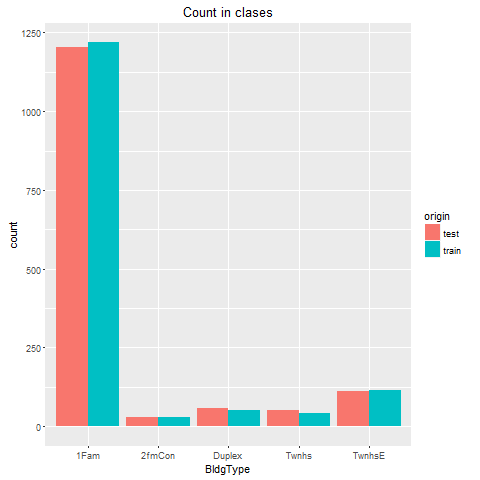 Count in clases
1250
1000
750
500
250
0
count
1Fam 2fmCon Duplex Twnhs TwnhsE
BldgType
origin
test
train